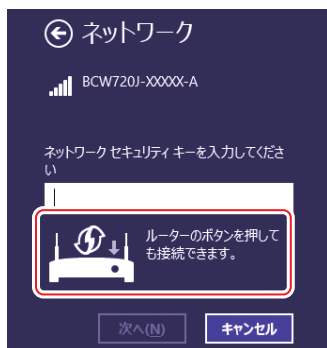 ネットワーク
BCW720J-XXXXX-A
ネットワーク セキュリティ キーを入力してくださ
い
ルーターのボタンを押して
も接続できます。
次へ(N)
キャンセル